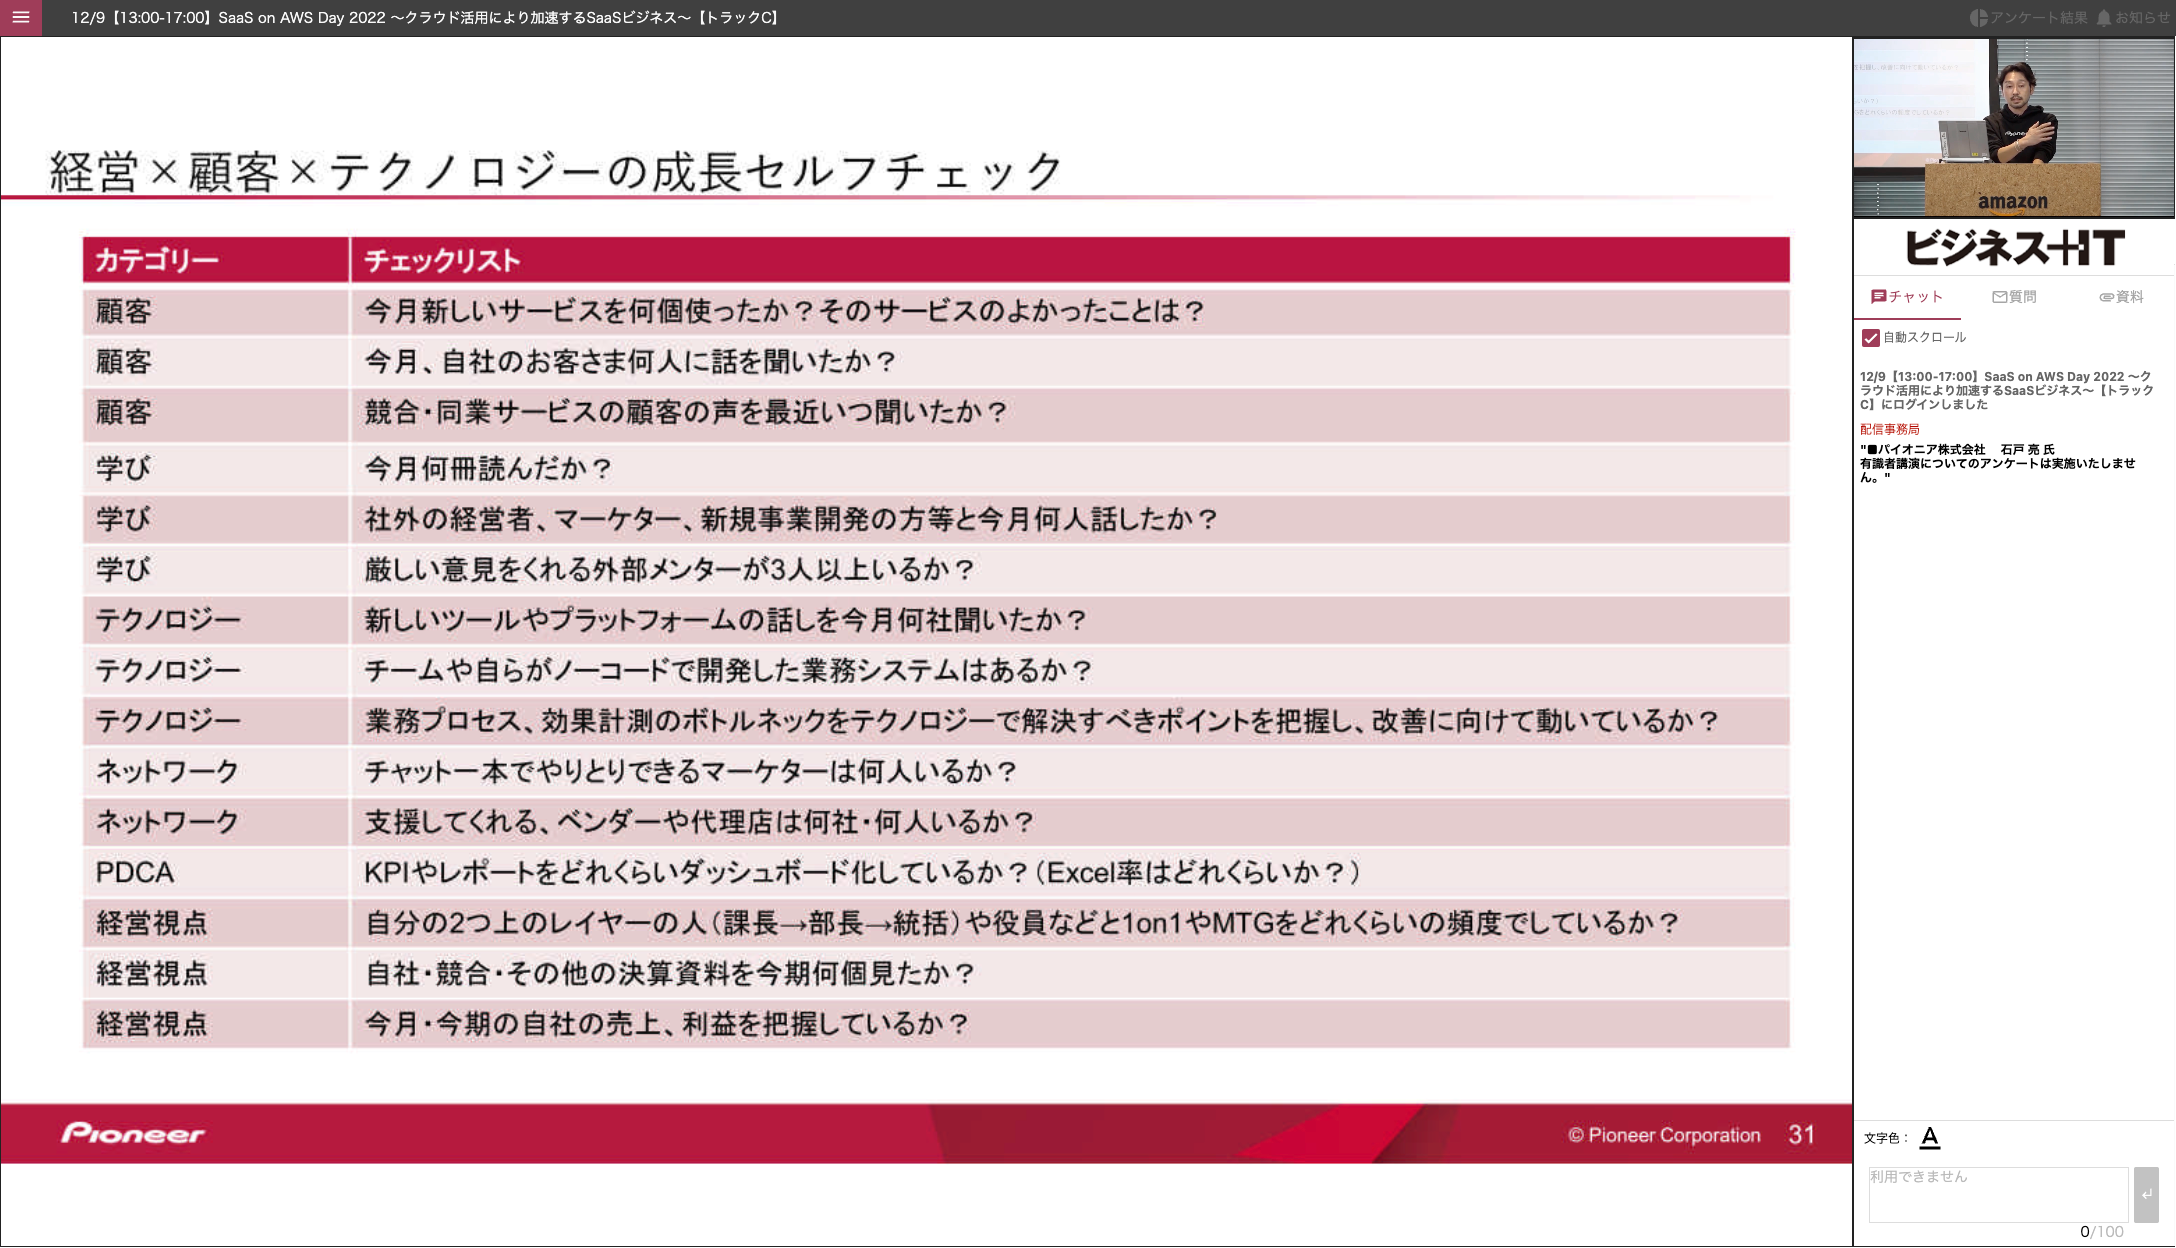 12/9【13:00-17:00】SaaS on AWS Day 2022 ～クラウド活用により加速するSaaSビジネス～【トラックC】
アンケート結果 お知らせ
経営×顧客×テクノロジーの成長セルフチェック
カテゴリー チェックリスト
顧客 今月新しいサービスを何個使ったか？そのサービスのよかったことは？
顧客 今月、自社のお客さま何人に話を聞いたか？
顧客 競合・同業サービスの顧客の声を最近いつ聞いたか？
学び 今月何冊読んだか？
学び 社外の経営者、マーケター、新規事業開発の方等と今月何人話したか？
学び 厳しい意見をくれる外部メンターが3人以上いるか？
テクノロジー 新しいツールやプラットフォームの話しを今月何社聞いたか？
テクノロジー チームや自らがノーコードで開発した業務システムはあるか？
テクノロジー 業務プロセス、効果計測のボトルネックをテクノロジーで解決すべきポイントを把握し、改善に向けて動いているか？
ネットワーク チャット一本でやりとりできるマーケターは何人いるか？
ネットワーク 支援してくれる、ベンダーや代理店は何社・何人いるか？
PDCA KPIやレポートをどれくらいダッシュボード化しているか？（Excel率はどれくらいか？）
経営視点 自分の2つ上のレイヤーの人（課長→部長→統括）や役員などと1on1やMTGをどれくらいの頻度でしているか？
経営視点 自社・競合・その他の決算資料を今期何個見たか？
経営視点 今月・今期の自社の売上、利益を把握しているか？
Pioneer
© Pioneer Corporation 31
amazon
ビジネス+IT
チャット 質問 資料
自動スクロール
12/9【13:00-17:00】SaaS on AWS Day 2022 ～ク
ラウド活用により加速するSaaSビジネス～【トラック
C】にログインしました
配信事務局
"■パイオニア株式会社 石戸 亮 氏
有識者講演についてのアンケートは実施いたしませ
ん。"
文字色： A
利用できません
0/100